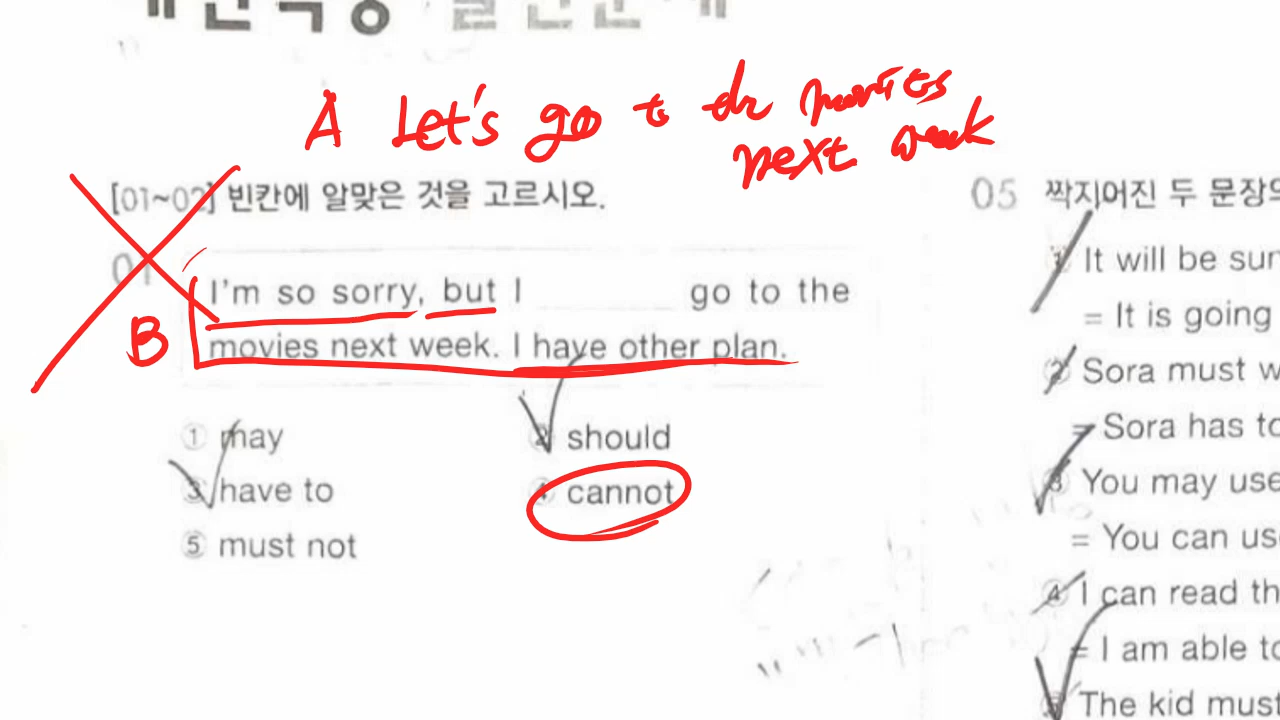 A Let's go to the movies
next week
[01~02] 빈칸에 알맞은 것을 고르시오.
01
B
I'm so sorry, but I ______ go to the
movies next week. I have other plan.
① may
② should
③ have to
④ cannot
⑤ must not
05 짝지어진 두 문장의
① It will be sun
= It is going
② Sora must w
= Sora has to
③ You may use
= You can us
④ I can read th
= I am able to
⑤ The kid must